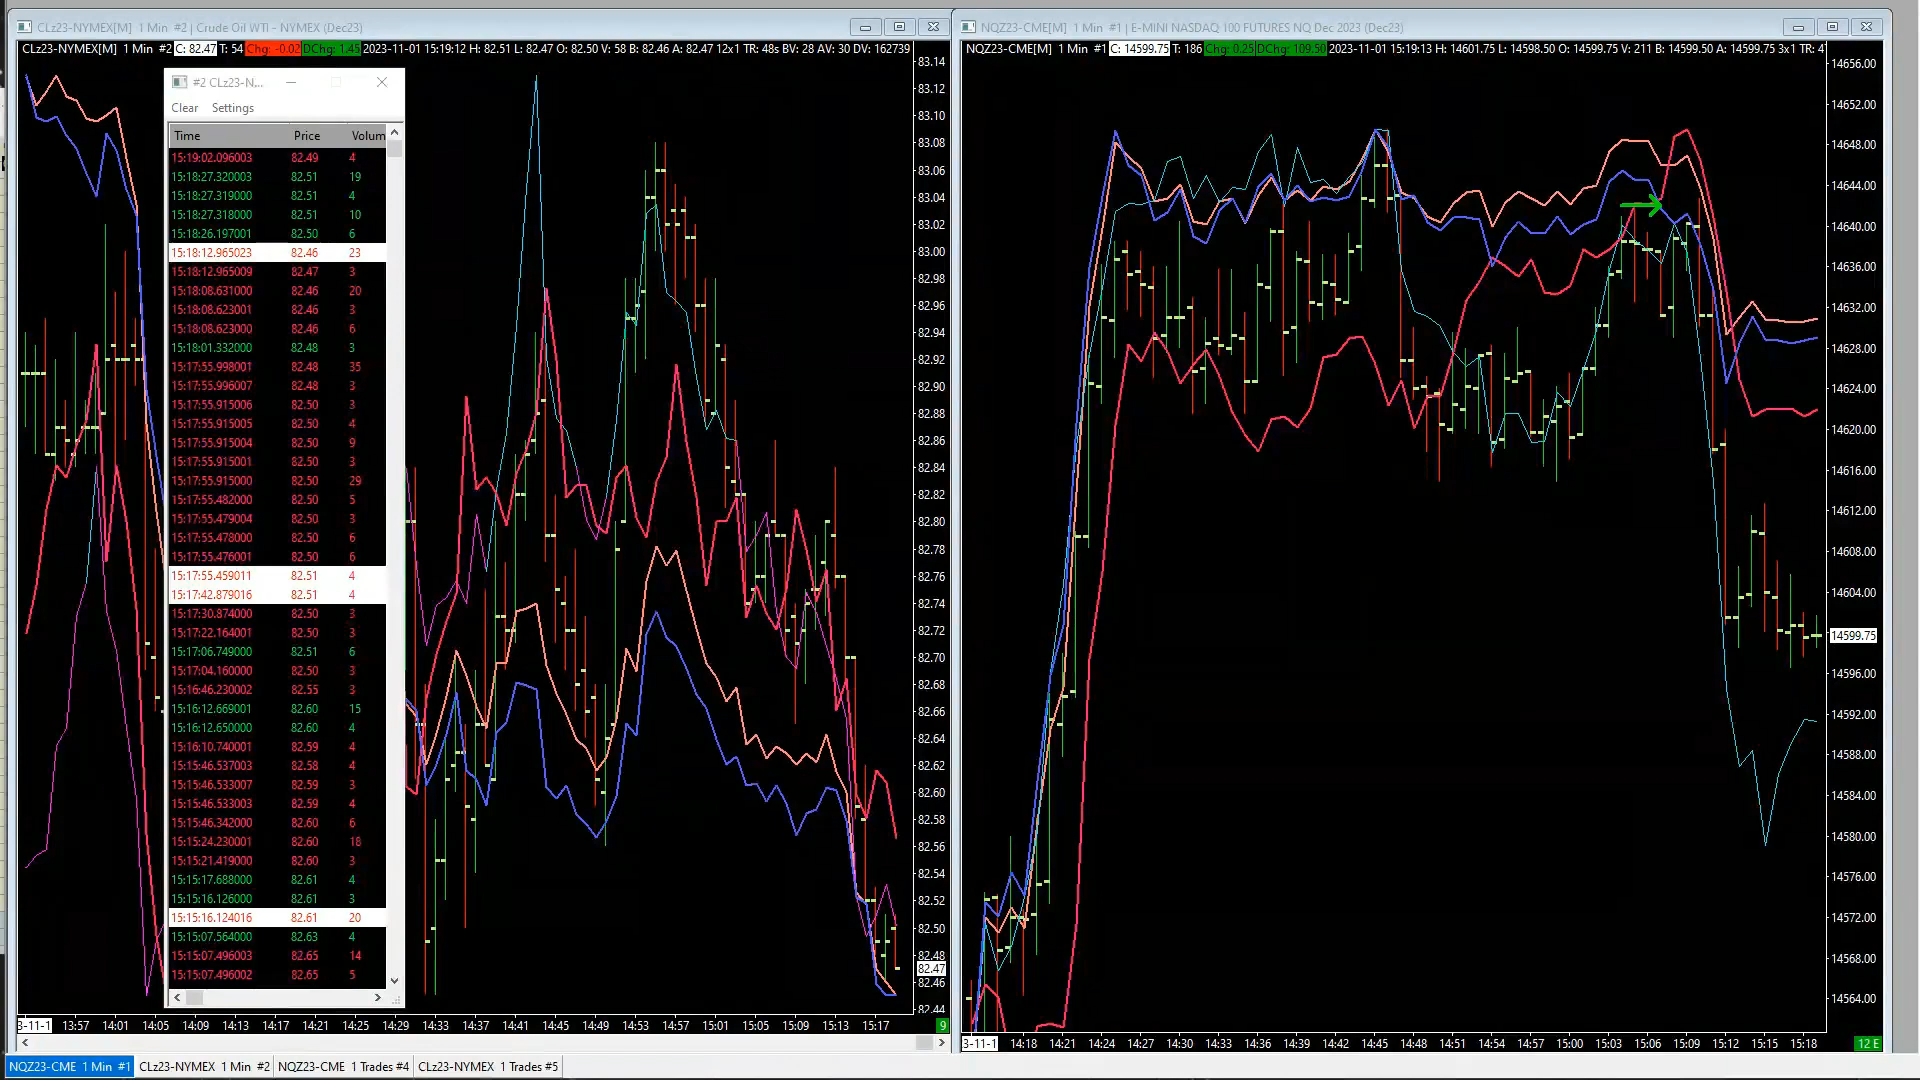 CLz23-NYMEX[M]  1 Min  #2 | Crude Oil WTI - NYMEX (Dec23)
CLz23-NYMEX[M]  1 Min  #2 C: 82.47 T: 54 Chg: -0.02 DChg: 1.45 2023-11-01 15:19:12 H: 82.51 L: 82.47 O: 82.50 V: 58 B: 82.46 A: 82.47 12x1 TR: 48s BV: 28 AV: 30 DV: 162739
#2 CLz23-N...
Clear Settings
Time Price Volum
15:19:02.096003 82.49 4
15:18:27.320003 82.51 19
15:18:27.319000 82.51 4
15:18:27.318000 82.51 10
15:18:26.197001 82.50 6
15:18:12.965023 82.46 23
15:18:12.965009 82.47 3
15:18:08.631000 82.46 20
15:18:08.623001 82.46 3
15:18:08.623000 82.46 6
15:18:01.332000 82.48 3
15:17:55.998001 82.48 35
15:17:55.996007 82.48 3
15:17:55.915006 82.50 3
15:17:55.915005 82.50 4
15:17:55.915004 82.50 9
15:17:55.915001 82.50 3
15:17:55.915000 82.50 29
15:17:55.482000 82.50 5
15:17:55.479004 82.50 3
15:17:55.478000 82.50 6
15:17:55.476001 82.50 6
15:17:55.459011 82.51 4
15:17:42.879016 82.51 4
15:17:30.874000 82.50 3
15:17:22.164001 82.50 3
15:17:06.749000 82.51 6
15:17:04.160000 82.50 3
15:16:46.230002 82.55 3
15:16:12.669001 82.60 15
15:16:12.650000 82.60 4
15:16:10.740001 82.59 4
15:15:46.537003 82.58 4
15:15:46.533007 82.59 3
15:15:46.533003 82.59 4
15:15:46.342000 82.60 6
15:15:24.230001 82.60 18
15:15:21.419000 82.60 3
15:15:17.688000 82.61 4
15:15:16.126000 82.61 3
15:15:16.124016 82.61 20
15:15:07.564000 82.63 4
15:15:07.496003 82.65 14
15:15:07.496002 82.65 5
83.14
83.12
83.10
83.08
83.06
83.04
83.02
83.00
82.98
82.96
82.94
82.92
82.90
82.88
82.86
82.84
82.82
82.80
82.78
82.76
82.74
82.72
82.70
82.68
82.66
82.64
82.62
82.60
82.58
82.56
82.54
82.52
82.50
82.48
82.47
82.46
82.44
3-11-1 13:57 14:01 14:05 14:09 14:13 14:17 14:21 14:25 14:29 14:33 14:37 14:41 14:45 14:49 14:53 14:57 15:01 15:05 15:09 15:13 15:17 9
NQZ23-CME[M]  1 Min  #1 | E-MINI NASDAQ 100 FUTURES NQ Dec 2023 (Dec23)
NQZ23-CME[M]  1 Min  #1 C: 14599.75 T: 186 Chg: 0.25 DChg: 109.50 2023-11-01 15:19:13 H: 14601.75 L: 14598.50 O: 14599.75 V: 211 B: 14599.50 A: 14599.75 3x1 TR:
14656.00
14652.00
14648.00
14644.00
14640.00
14636.00
14632.00
14628.00
14624.00
14620.00
14616.00
14612.00
14608.00
14604.00
14599.75
14596.00
14592.00
14588.00
14584.00
14580.00
14576.00
14572.00
14568.00
14564.00
3-11-1 14:18 14:21 14:24 14:27 14:30 14:33 14:36 14:39 14:42 14:45 14:48 14:51 14:54 14:57 15:00 15:03 15:06 15:09 15:12 15:15 15:18 12 E
NQZ23-CME  1 Min  #1 CLz23-NYMEX  1 Min  #2 NQZ23-CME  1 Trades #4 CLz23-NYMEX  1 Trades #5